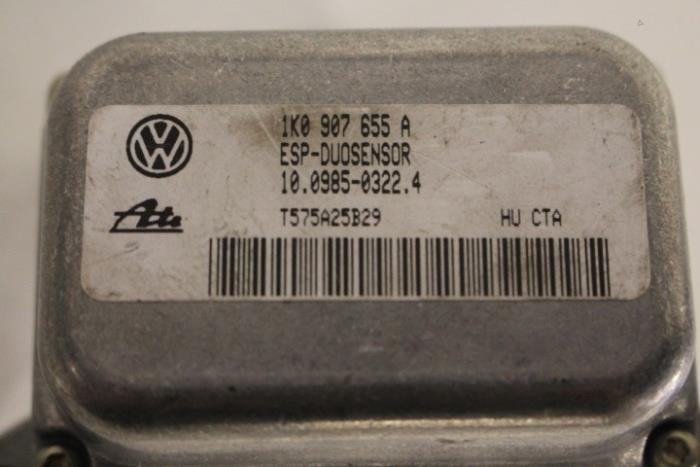 1K0 907 655 A
ESP-DUOSENSOR
10.0985-0322.4
Ate
T575A25B29 HU CTA